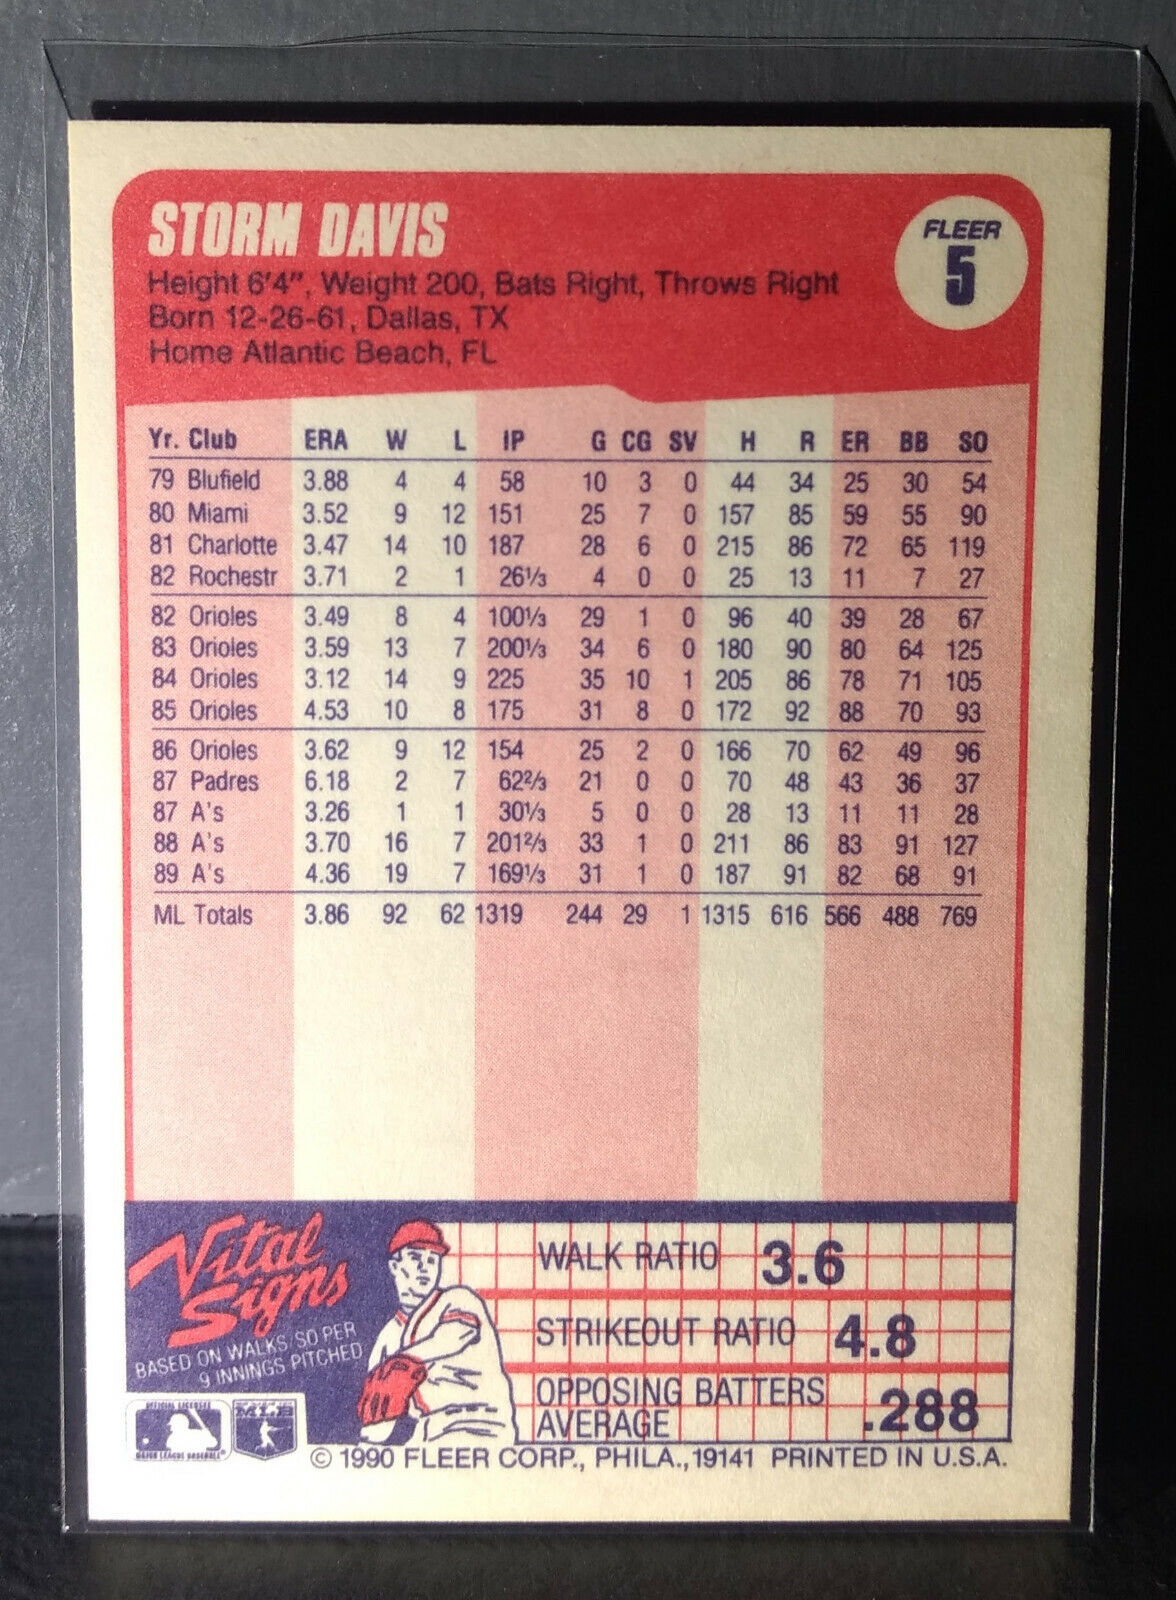 STORM DAVIS
FLEER
5
Height 6'4", Weight 200, Bats Right, Throws Right
Born 12-26-61, Dallas, TX
Home Atlantic Beach, FL
Yr. Club ERA W L IP G CG SV H R ER BB SO
79 Blufield 3.88 4 4 58 10 3 0 44 34 25 30 54
80 Miami 3.52 9 12 151 25 7 0 157 85 59 55 90
81 Charlotte 3.47 14 10 187 28 6 0 215 86 72 65 119
82 Rochestr 3.71 2 1 26⅓ 4 0 0 25 13 11 7 27
82 Orioles 3.49 8 4 100⅓ 29 1 0 96 40 39 28 67
83 Orioles 3.59 13 7 200⅓ 34 6 0 180 90 80 64 125
84 Orioles 3.12 14 9 225 35 10 1 205 86 78 71 105
85 Orioles 4.53 10 8 175 31 8 0 172 92 88 70 93
86 Orioles 3.62 9 12 154 25 2 0 166 70 62 49 96
87 Padres 6.18 2 7 62⅔ 21 0 0 70 48 43 36 37
87 A's 3.26 1 1 30⅓ 5 0 0 28 13 11 11 28
88 A's 3.70 16 7 201⅔ 33 1 0 211 86 83 91 127
89 A's 4.36 19 7 169⅓ 31 1 0 187 91 82 68 91
ML Totals 3.86 92 62 1319 244 29 1 1315 616 566 488 769
Vital
Signs
BASED ON WALKS/SO PER
9 INNINGS PITCHED
WALK RATIO 3.6
STRIKEOUT RATIO 4.8
OPPOSING BATTERS
AVERAGE .288
OFFICIAL LICENSEE
MAJOR LEAGUE BASEBALL
© 1990 FLEER CORP., PHILA., 19141 PRINTED IN U.S.A.